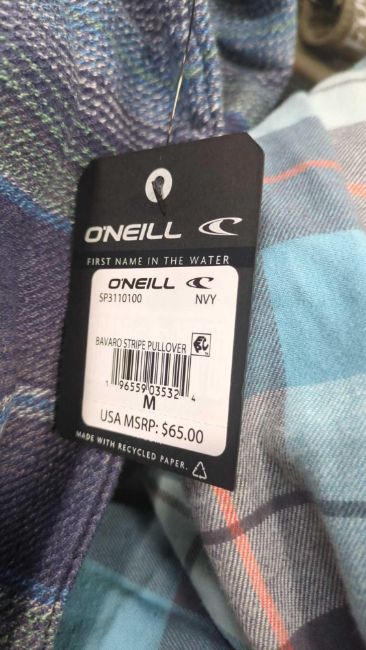 O'NEILL
FIRST NAME IN THE WATER
O'NEILL
SP3110100 NVY
BAVARO STRIPE PULLOVER
1 96559 03532 4
M
USA MSRP: $65.00
MADE WITH RECYCLED PAPER.